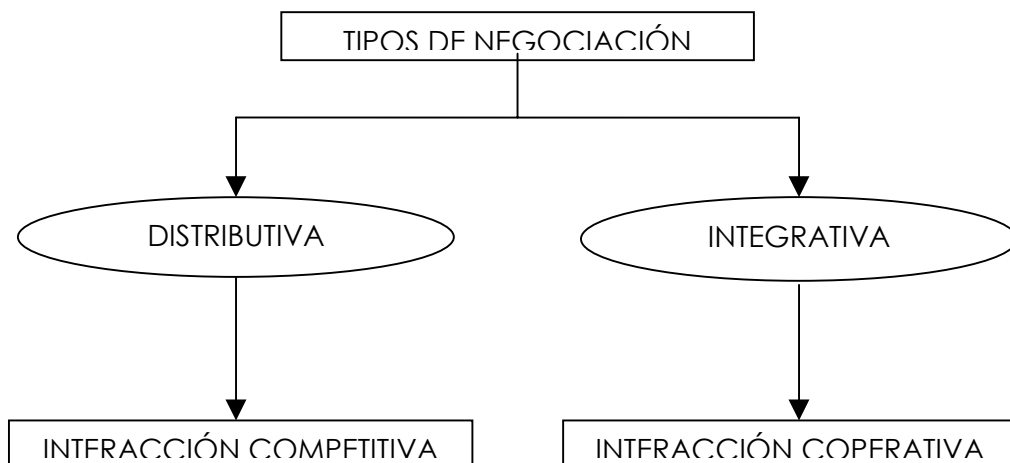 TIPOS DE NEGOCIACIÓN
DISTRIBUTIVA
INTEGRATIVA
INTERACCIÓN COMPETITIVA
INTERACCIÓN COPERATIVA